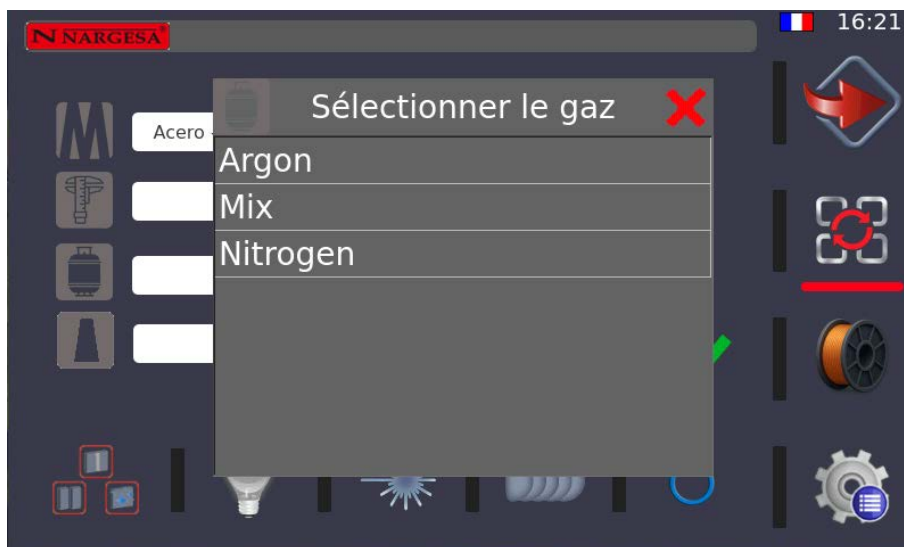 N NARGESA®
16:21
Sélectionner le gaz
Acero
Argon
Mix
Nitrogen